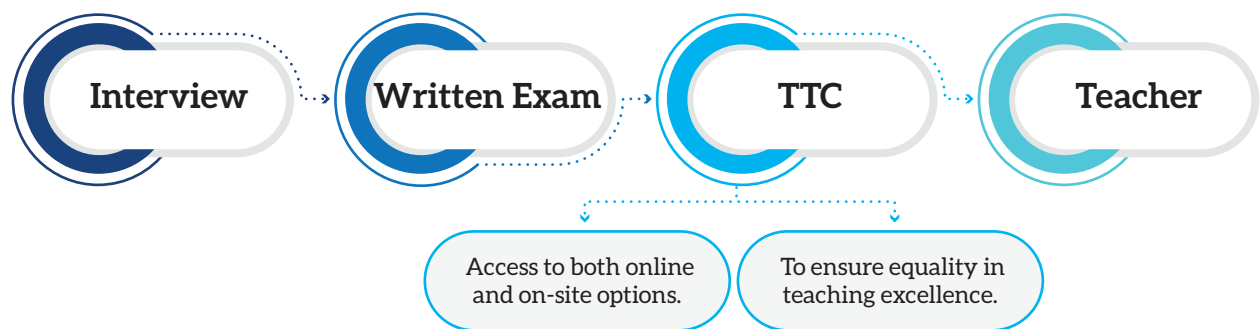 Interview
Written Exam
TTC
Teacher
Access to both online
and on-site options.
To ensure equality in
teaching excellence.